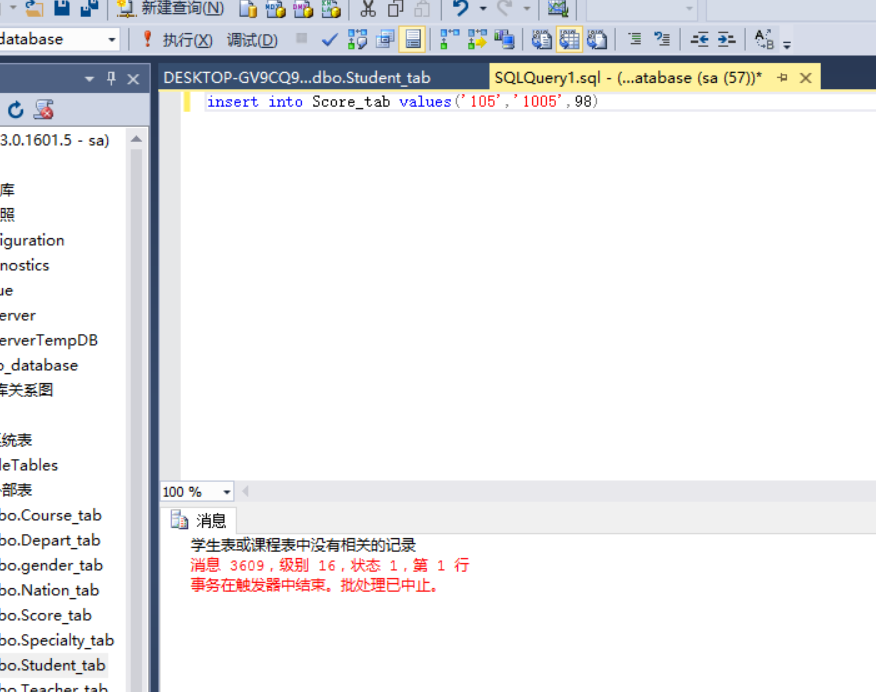 新建查询(N)
database
执行(X)
调试(D)
DESKTOP-GV9CQ9...dbo.Student_tab
SQLQuery1.sql - (...atabase (sa (57))*
insert into Score_tab values('105','1005',98)
3.0.1601.5 - sa)
库
照
iguration
nostics
ue
erver
erverTempDB
o_database
库关系图
统表
leTables
部表
bo.Course_tab
bo.Depart_tab
bo.gender_tab
bo.Nation_tab
bo.Score_tab
bo.Specialty_tab
bo.Student_tab
bo.Teacher_tab
100 %
消息
学生表或课程表中没有相关的记录
消息 3609，级别 16，状态 1，第 1 行
事务在触发器中结束。批处理已中止。